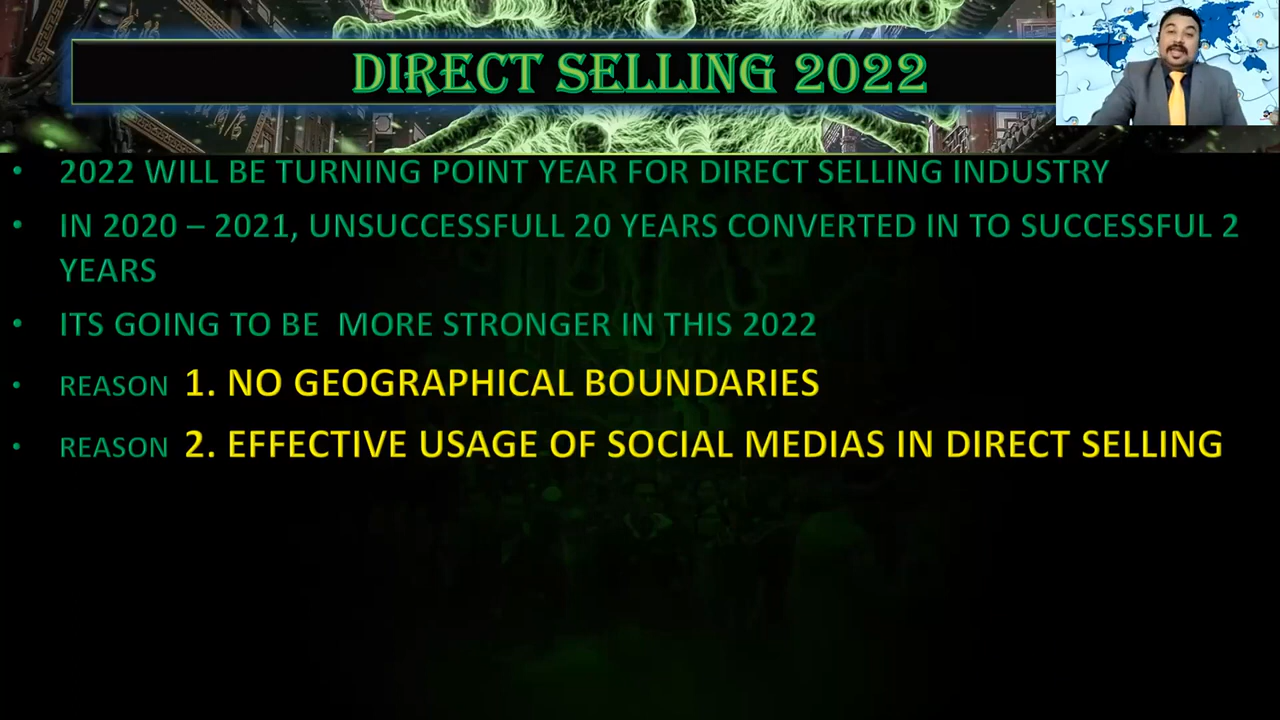 DIRECT SELLING 2022
• 2022 WILL BE TURNING POINT YEAR FOR DIRECT SELLING INDUSTRY
• IN 2020 – 2021, UNSUCCESSFULL 20 YEARS CONVERTED IN TO SUCCESSFUL 2
YEARS
• ITS GOING TO BE MORE STRONGER IN THIS 2022
• REASON 1. NO GEOGRAPHICAL BOUNDARIES
• REASON 2. EFFECTIVE USAGE OF SOCIAL MEDIAS IN DIRECT SELLING